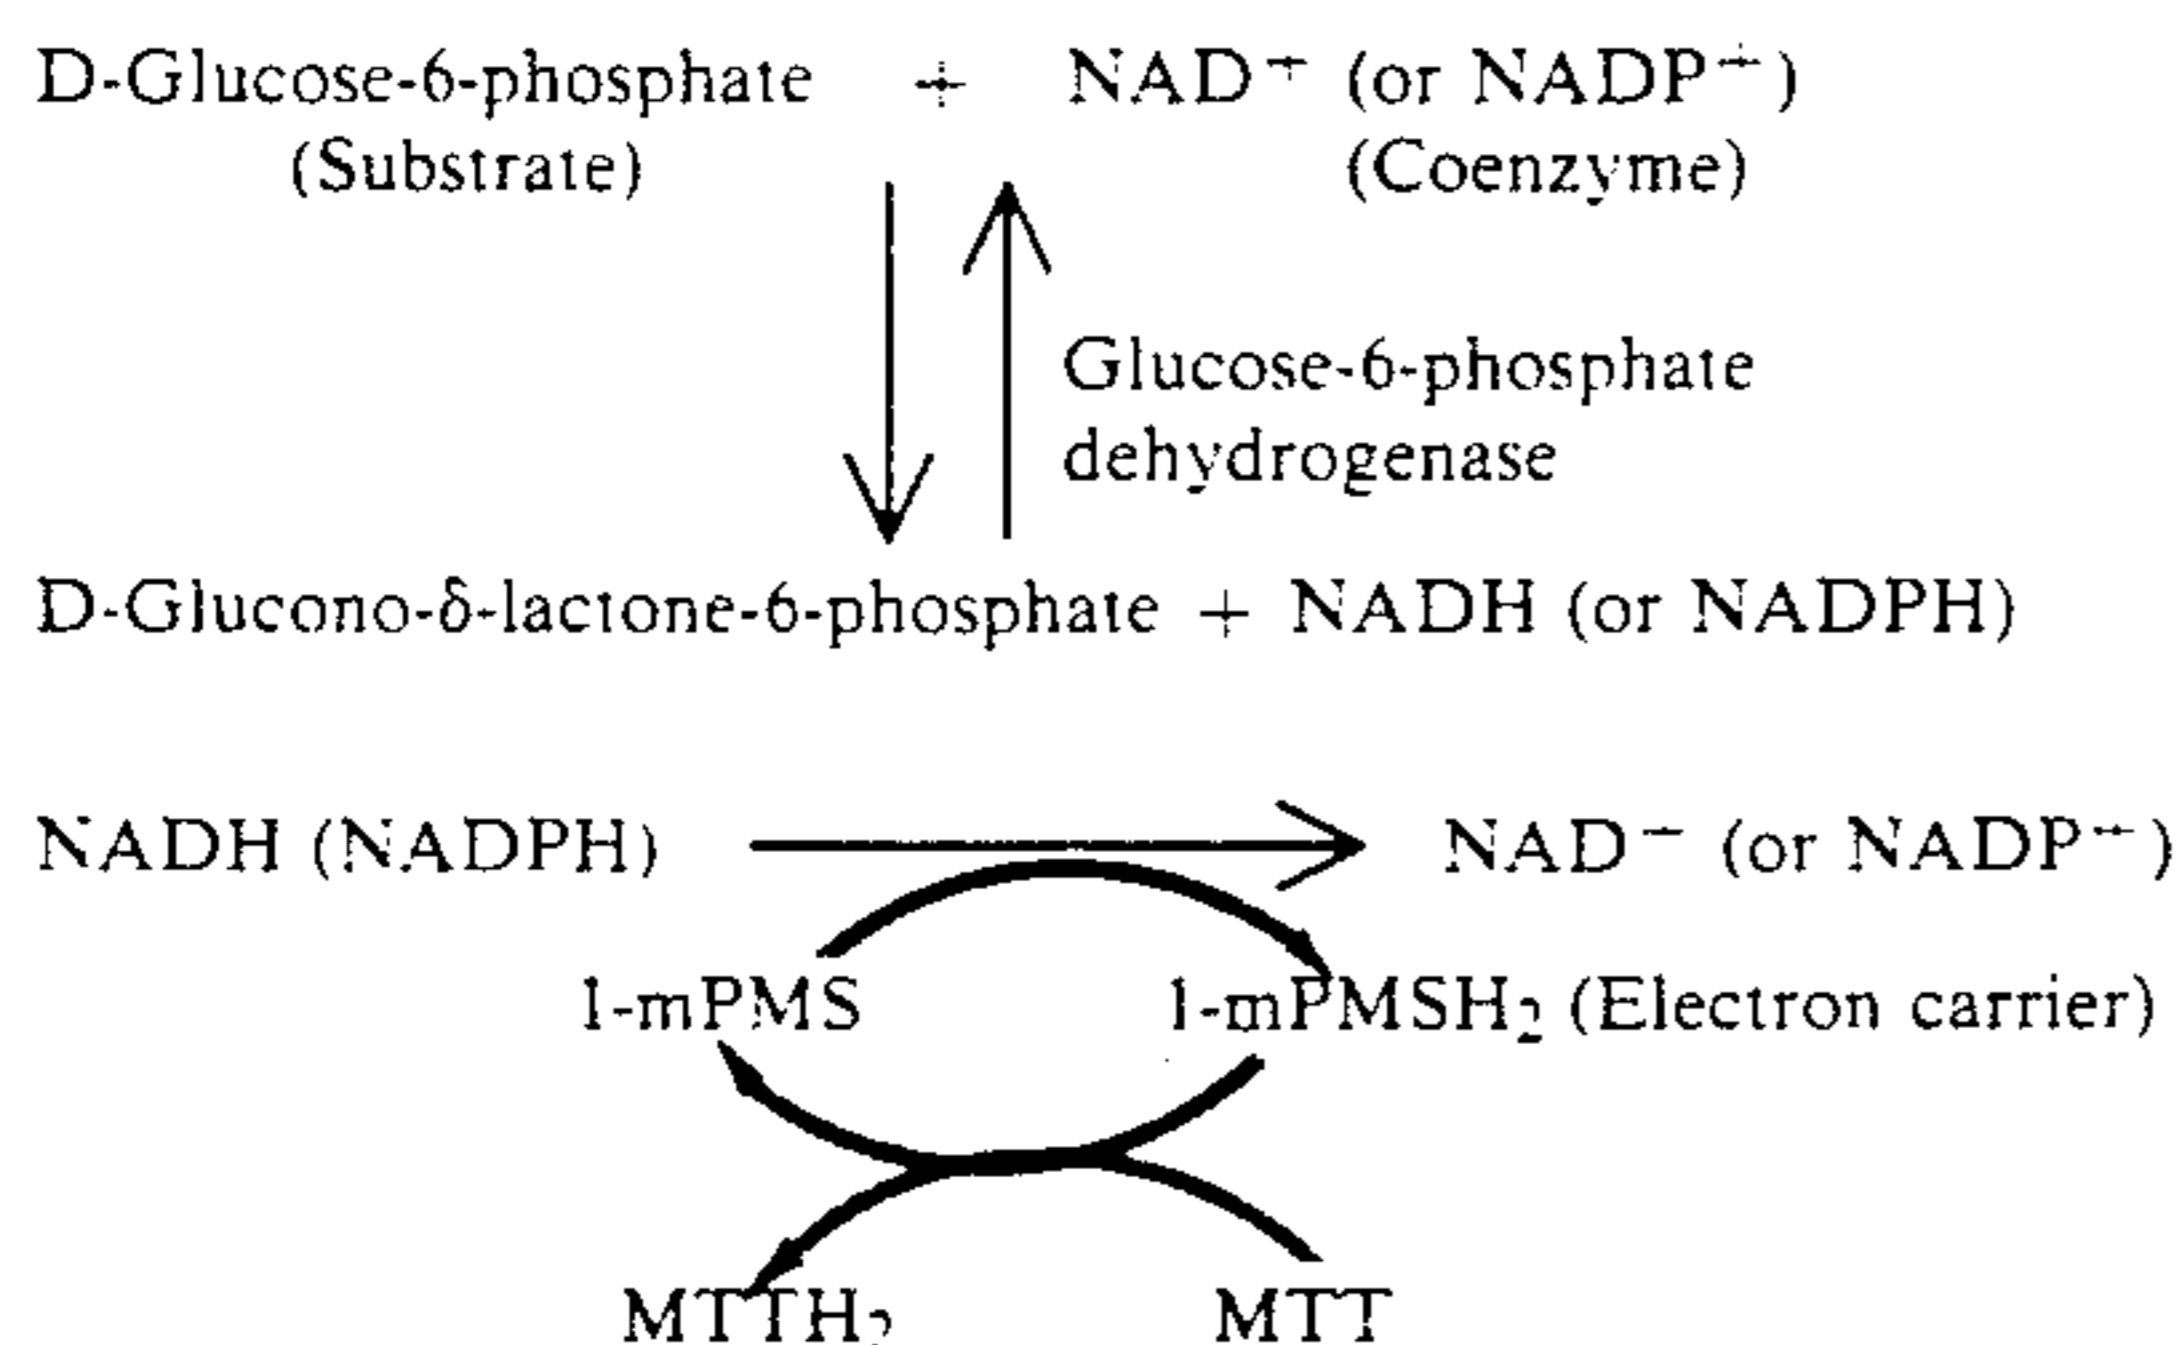 D-Glucose-6-phosphate + NAD⁺ (or NADP⁺)
(Substrate) (Coenzyme)
Glucose-6-phosphate
dehydrogenase
D-Glucono-δ-lactone-6-phosphate + NADH (or NADPH)
NADH (NADPH) NAD⁺ (or NADP⁺)
1-mPMS 1-mPMSH₂ (Electron carrier)
MTTH₂ MTT